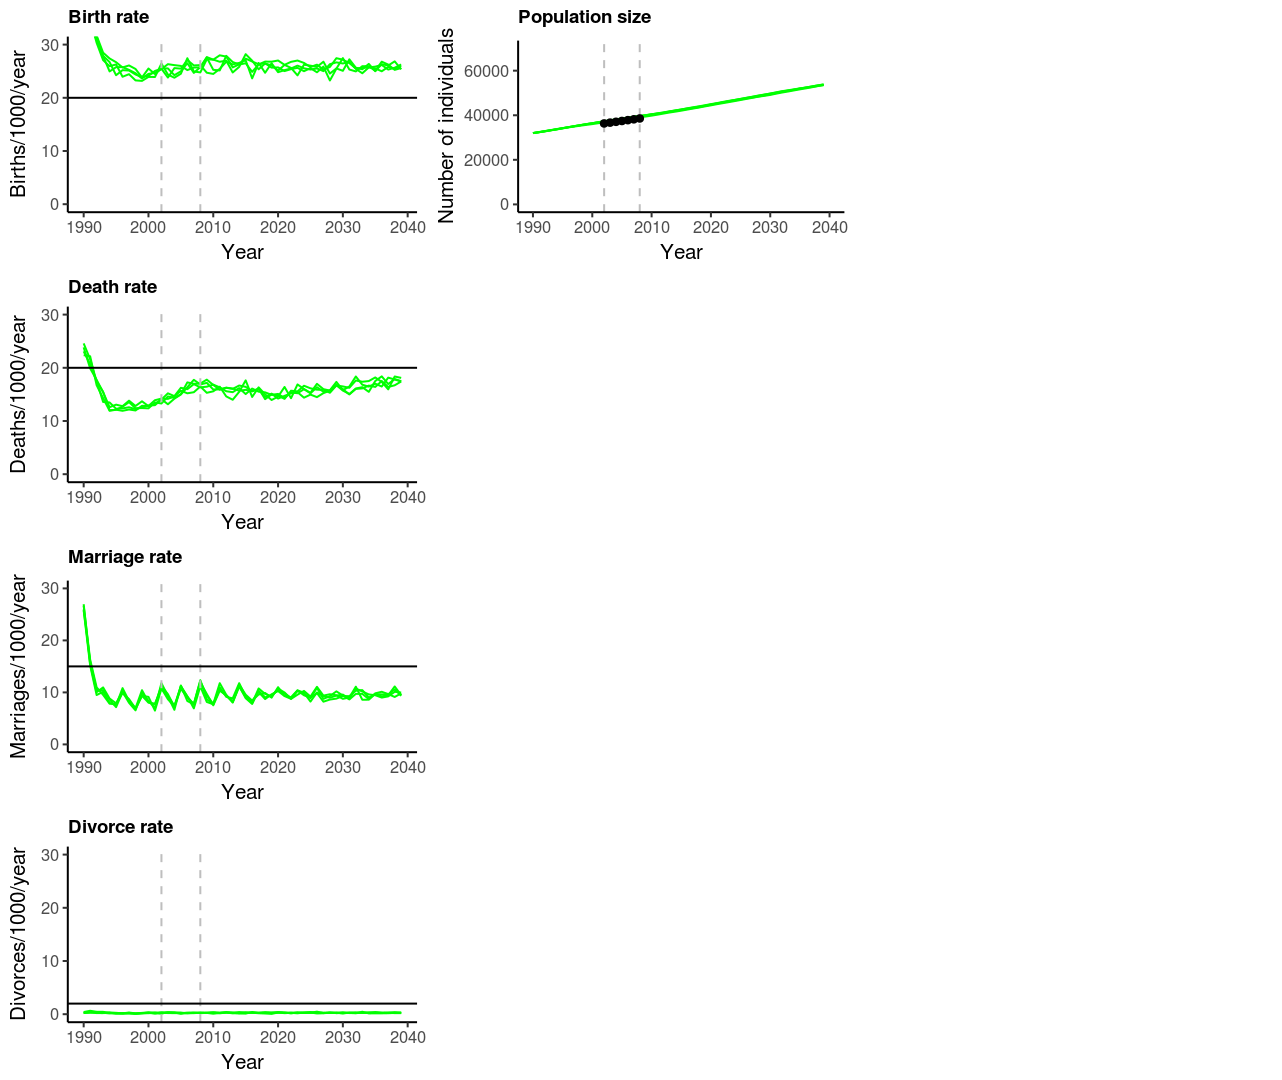 Birth rate
Births/1000/year
30
20
10
0
1990 2000 2010 2020 2030 2040
Year
Population size
Number of individuals
60000
40000
20000
0
1990 2000 2010 2020 2030 2040
Year
Death rate
Deaths/1000/year
30
20
10
0
1990 2000 2010 2020 2030 2040
Year
Marriage rate
Marriages/1000/year
30
20
10
0
1990 2000 2010 2020 2030 2040
Year
Divorce rate
Divorces/1000/year
30
20
10
0
1990 2000 2010 2020 2030 2040
Year